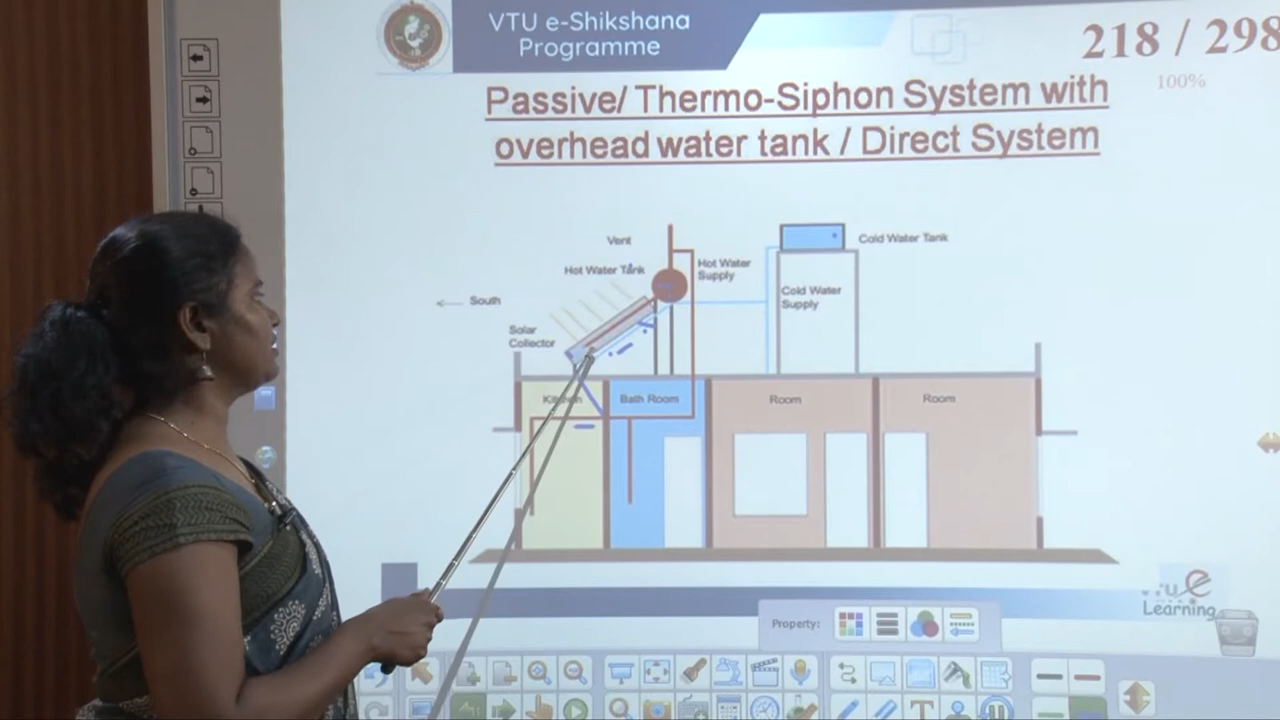 VTU e-Shikshana
Programme
218 / 298
100%
Passive/ Thermo-Siphon System with
overhead water tank / Direct System
Vent
Cold Water Tank
Hot Water Tank
Hot Water
Supply
South
Cold Water
Supply
Solar
Collector
Kitchen
Bath Room
Room
Room
Learning
Property: